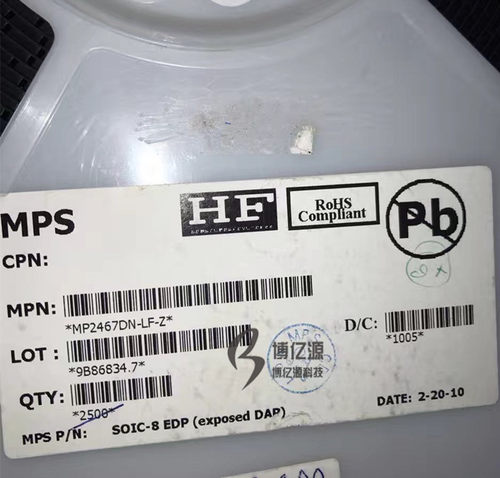 MPS
HF
RoHS
Compliant
Pb
CPN:
MPN:
*MP2467DN-LF-Z*
LOT :
*9B86834.7*
D/C:
*1005*
QTY:
*2500*
博亿源
博亿源科技
MPS P/N: SOIC-8 EDP (exposed DAP)
DATE: 2-20-10